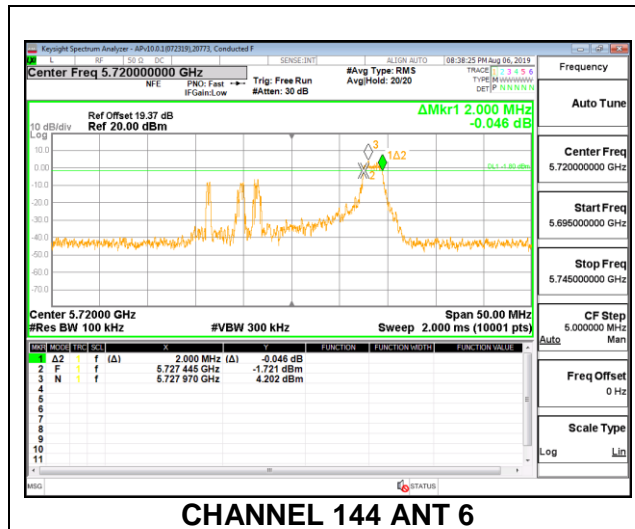 Keysight Spectrum Analyzer - APv10.0.1(072319),20773, Conducted F
L RF 50 Ω DC SENSE:INT ALIGN AUTO 08:38:25 PM Aug 06, 2019
Center Freq 5.720000000 GHz
NFE PNO: Fast IFGain:Low
Trig: Free Run #Atten: 30 dB
#Avg Type: RMS Avg|Hold: 20/20
TRACE 1 2 3 4 5 6
TYPE M WWWWW
DET P NNNNN
Ref Offset 19.37 dB
10 dB/div Ref 20.00 dBm
Log
ΔMkr1 2.000 MHz
-0.046 dB
10.0
0.00
-10.0
-20.0
-30.0
-40.0
-50.0
-60.0
-70.0
3
1Δ2
2
DL1 -1.80 dBm
Center 5.72000 GHz Span 50.00 MHz
#Res BW 100 kHz #VBW 300 kHz Sweep 2.000 ms (10001 pts)
MKR MODE TRC SCL X Y FUNCTION FUNCTION WIDTH FUNCTION VALUE
1 Δ2 1 f (Δ) 2.000 MHz (Δ) -0.046 dB
2 F 1 f 5.727 445 GHz -1.721 dBm
3 N 1 f 5.727 970 GHz 4.202 dBm
4
5
6
7
8
9
10
11
MSG STATUS
Frequency
Auto Tune
Center Freq
5.720000000 GHz
Start Freq
5.695000000 GHz
Stop Freq
5.745000000 GHz
CF Step
5.000000 MHz
Auto Man
Freq Offset
0 Hz
Scale Type
Log Lin
CHANNEL 144 ANT 6